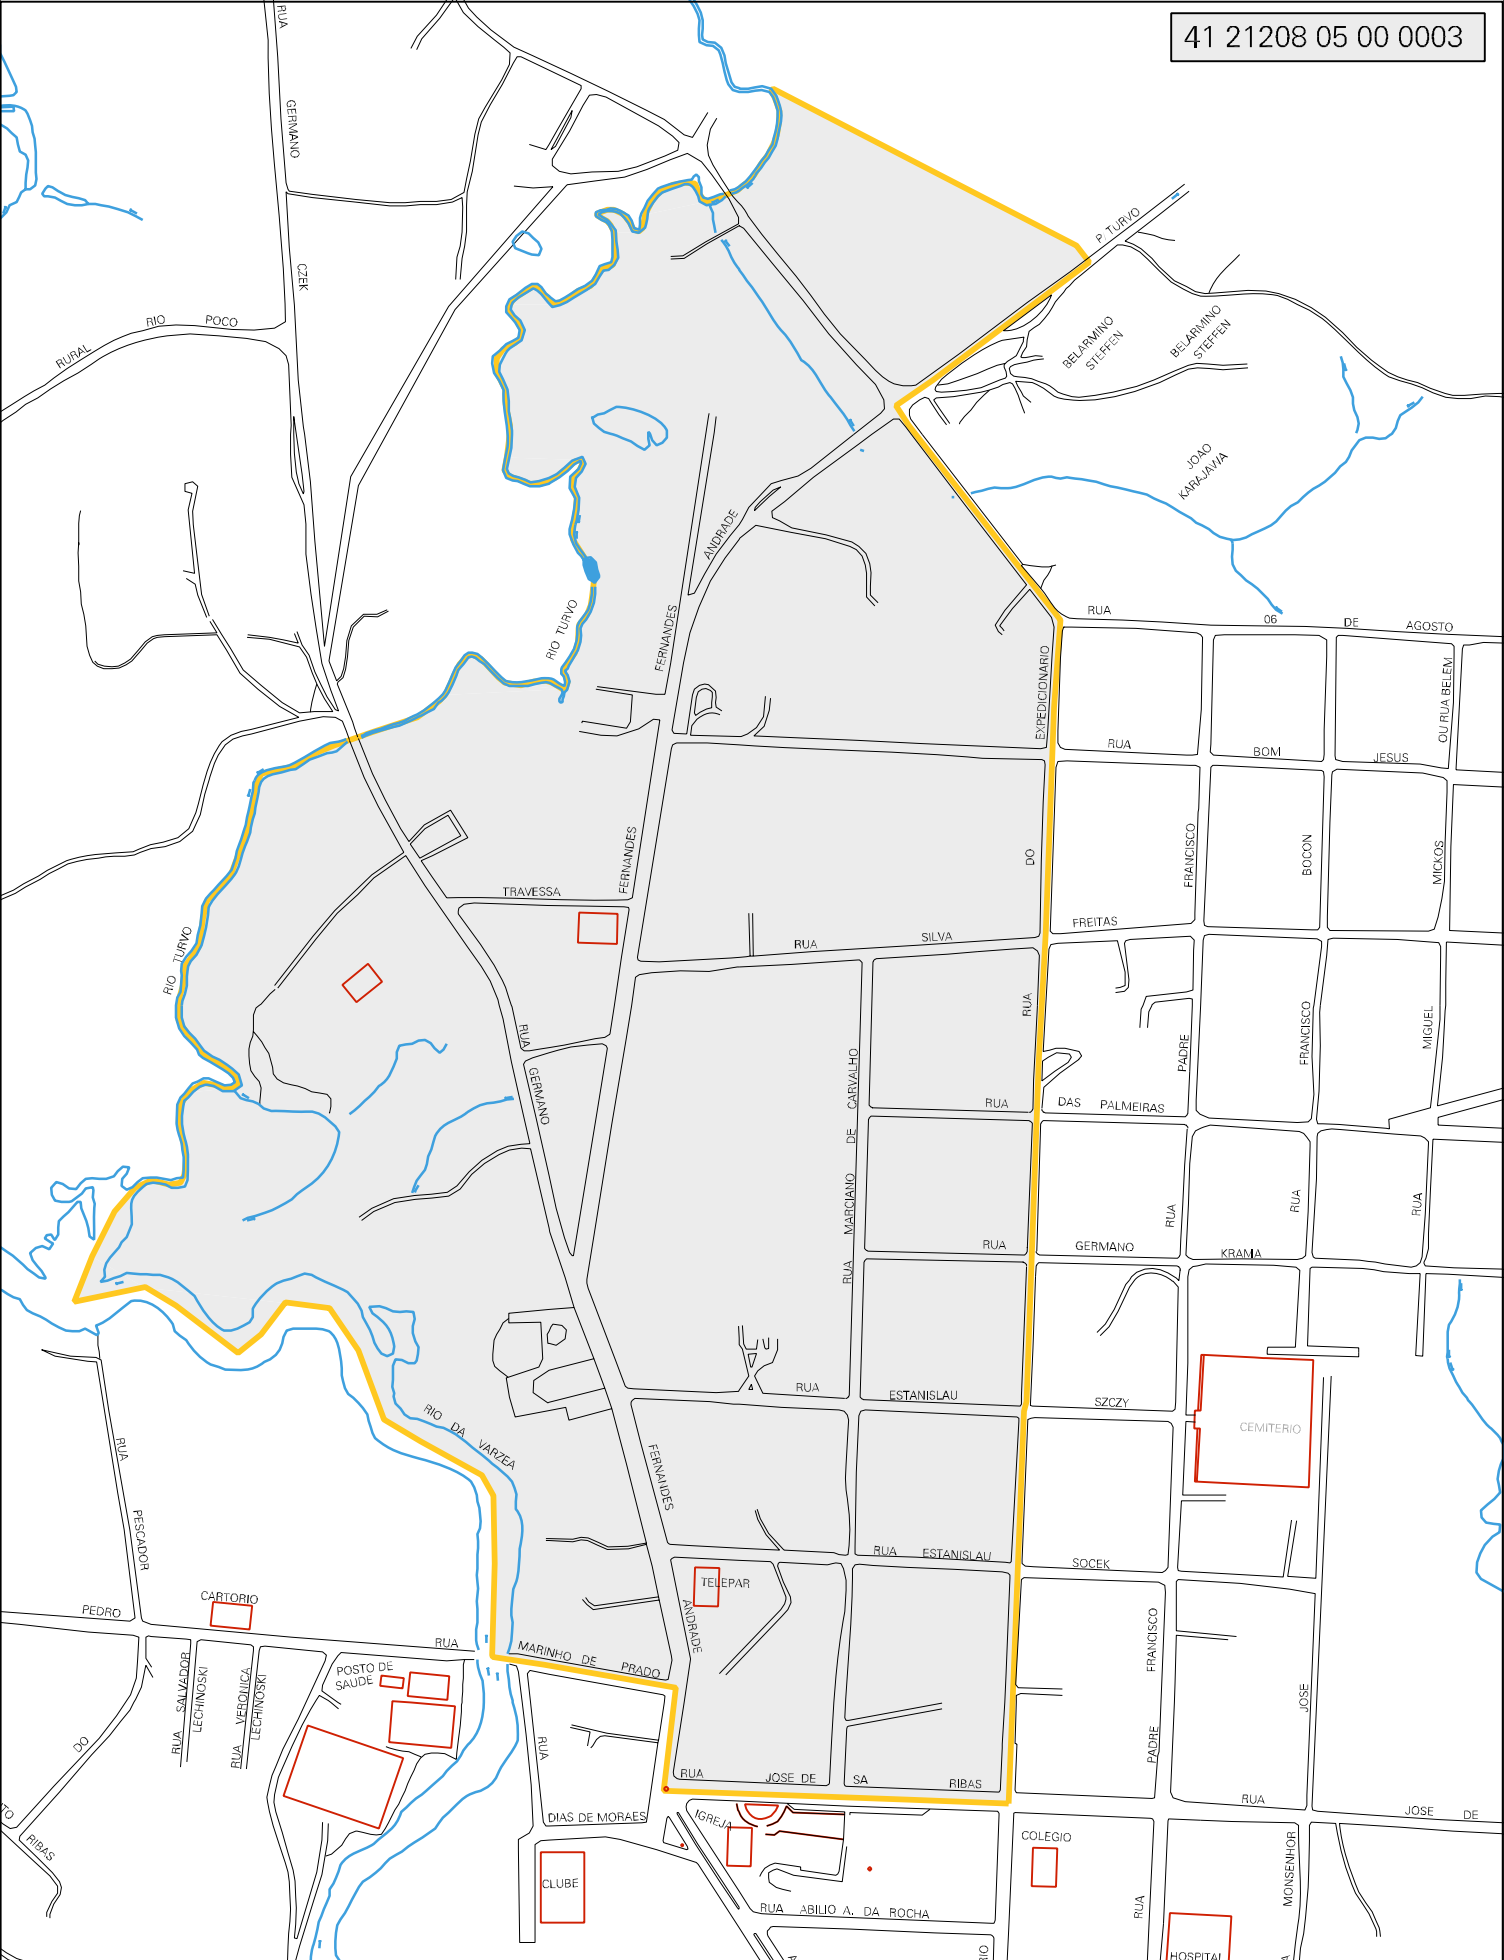 41 21208 05 00 0003
RUA
GERMANO
CZEK
P. TURVO
RIO POCO
RURAL
BELARMINO
STEFFEN
BELARMINO
STEFFEN
JOAO
KARAJAWA
ANDRADE
RIO TURVO
FERNANDES
RUA 06 DE AGOSTO
EXPEDICIONARIO
OU RUA BELEM
RUA BOM JESUS
FERNANDES
DO
FRANCISCO
BOCON
MICKOS
TRAVESSA
RUA SILVA
FREITAS
RIO TURVO
RUA
RUA
GERMANO
PADRE
FRANCISCO
MIGUEL
RUA MARCIANO DE CARVALHO
RUA DAS PALMEIRAS
RUA
RUA
RUA
RUA GERMANO KRAMA
RUA ESTANISLAU SZCZY
CEMITERIO
RIO DA VARZEA
FERNANDES
RUA
PESCADOR
RUA ESTANISLAU SOCEK
TELEPAR
ANDRADE
CARTORIO
PEDRO
RUA
MARINHO DE PRADO
FRANCISCO
PADRE
JOSE
POSTO DE
SAUDE
RUA SALVADOR
LECHINOSKI
RUA VERONICA
LECHINOSKI
DO
RUA
RUA JOSE DE SA RIBAS
RUA JOSE DE
TO
RIBAS
DIAS DE MORAES
IGREJA
COLEGIO
CLUBE
RUA ABILIO A. DA ROCHA
RUA
MONSENHOR
HOSPITAL
RIO
A
A